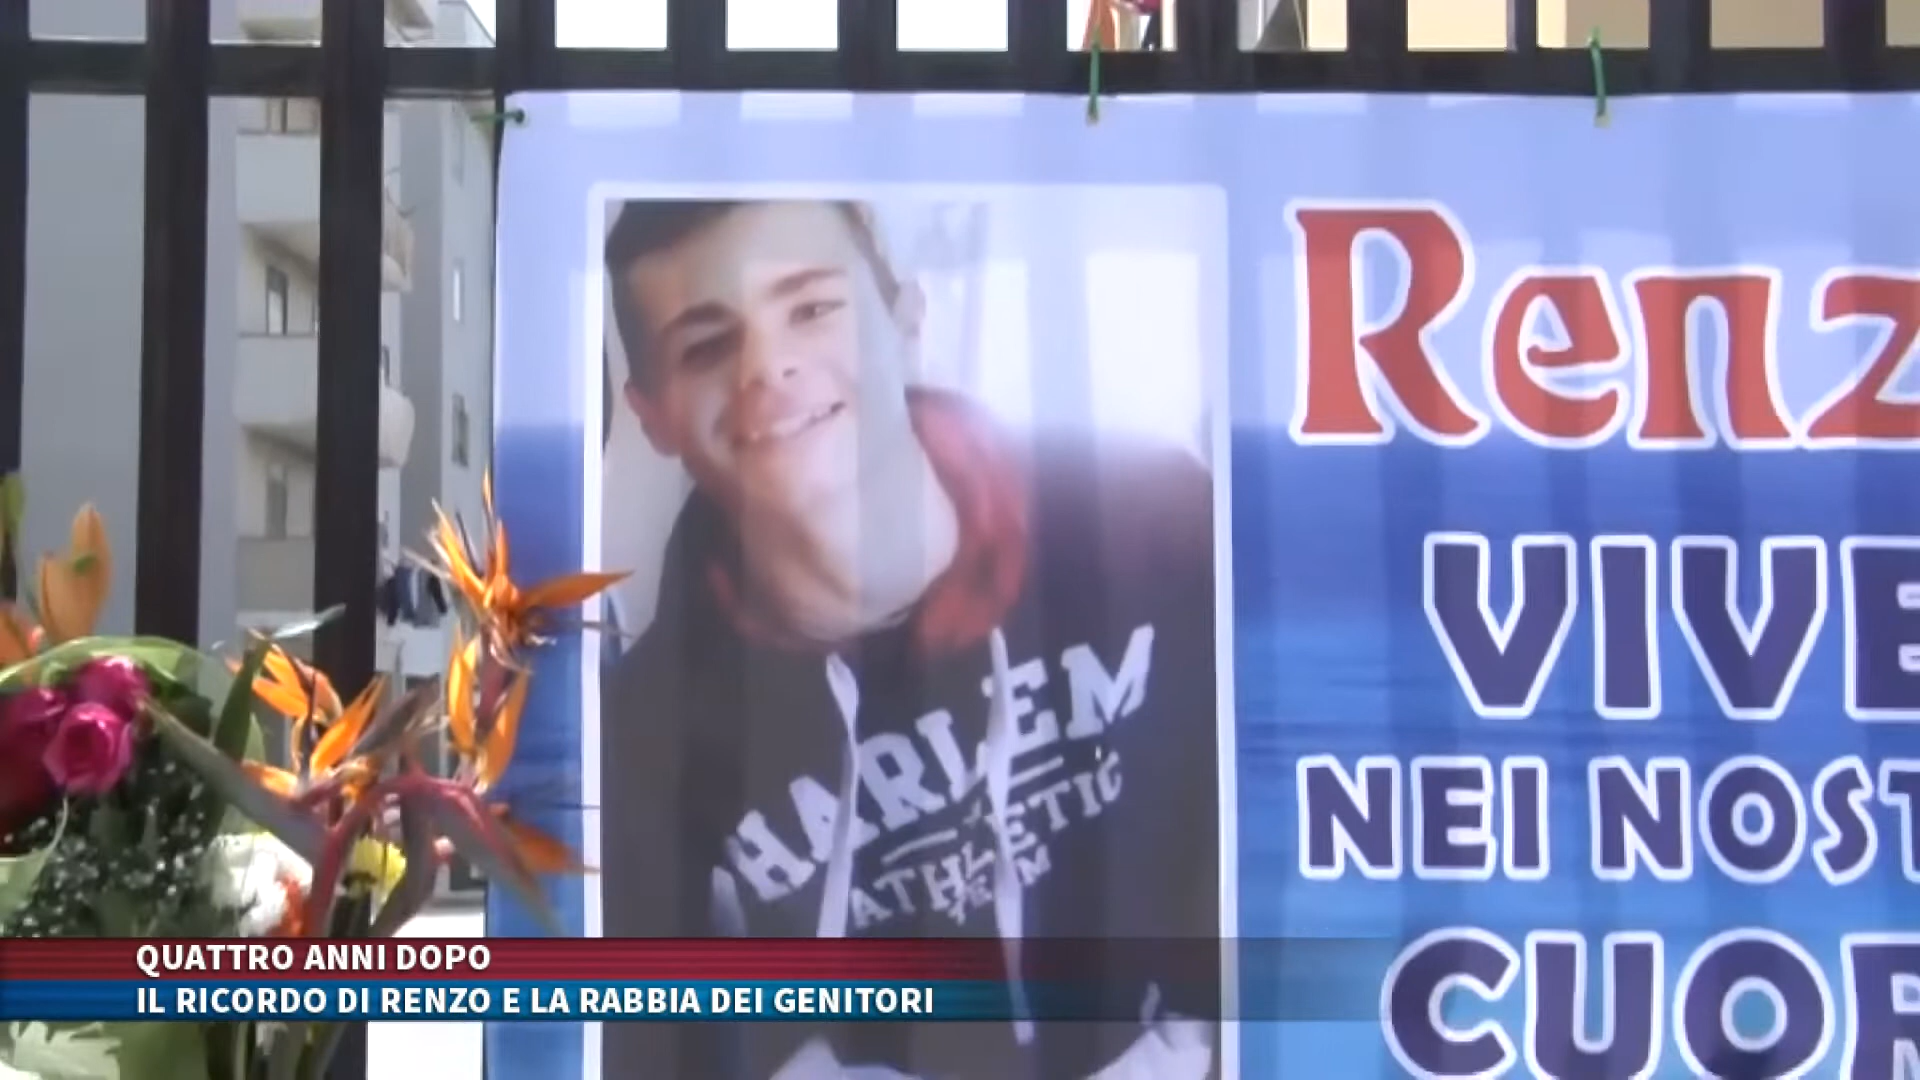 Renz
VIVE
NEI NOST
CUOR
HARLEM
ATHLETIC
QUATTRO ANNI DOPO
IL RICORDO DI RENZO E LA RABBIA DEI GENITORI